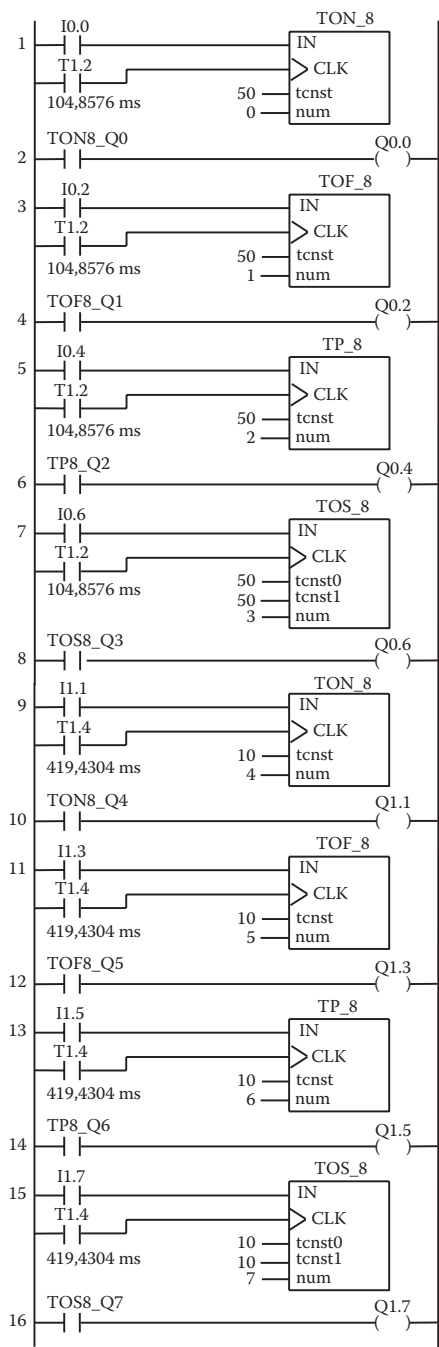 TON_8
1 I0.0 IN
T1.2 CLK
104,8576 ms 50 tcnst
0 num
2 TON8_Q0 Q0.0
TOF_8
3 I0.2 IN
T1.2 CLK
104,8576 ms 50 tcnst
1 num
4 TOF8_Q1 Q0.2
TP_8
5 I0.4 IN
T1.2 CLK
104,8576 ms 50 tcnst
2 num
6 TP8_Q2 Q0.4
TOS_8
7 I0.6 IN
T1.2 CLK
104,8576 ms 50 tcnst0
50 tcnst1
3 num
8 TOS8_Q3 Q0.6
TON_8
9 I1.1 IN
T1.4 CLK
419,4304 ms 10 tcnst
4 num
10 TON8_Q4 Q1.1
TOF_8
11 I1.3 IN
T1.4 CLK
419,4304 ms 10 tcnst
5 num
12 TOF8_Q5 Q1.3
TP_8
13 I1.5 IN
T1.4 CLK
419,4304 ms 10 tcnst
6 num
14 TP8_Q6 Q1.5
TOS_8
15 I1.7 IN
T1.4 CLK
419,4304 ms 10 tcnst0
10 tcnst1
7 num
16 TOS8_Q7 Q1.7